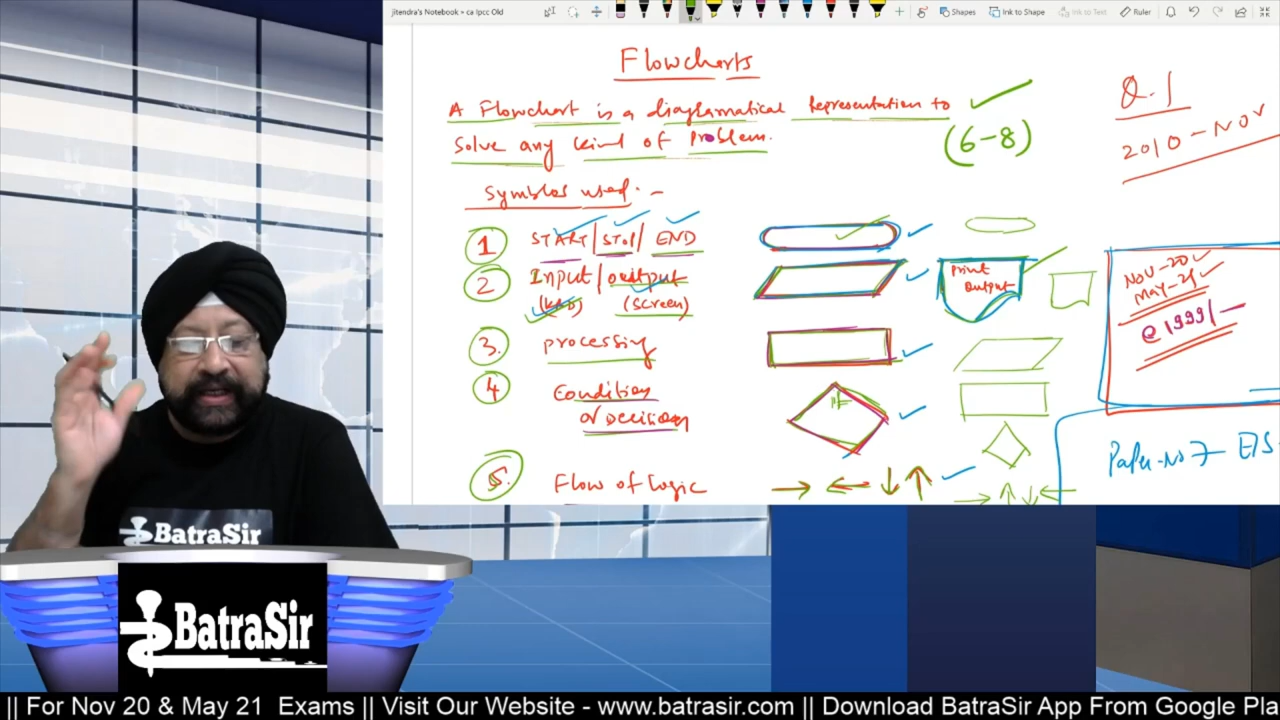 jitendra's Notebook » ca Ipcc Old
Shapes
Ink to Shape
Ink to Text
Ruler
Flowcharts
A Flowchart is a diaglamatical Representation to
Solve any kind of Problem.
(6-8)
Q.1
2010-Nov
Symbles used. -
1 START/STOP/END
2 Input/output
(KBD) (Screen)
Print
Output
3. processing
4 Condition
or Decision
IF
5. Flow of Logic
Nov-20
May-21
@ 1999/-
Paper-No 7- EIS
BatraSir
BatraSir
|| For Nov 20 & May 21 Exams || Visit Our Website - www.batrasir.com || Download BatraSir App From Google Pla